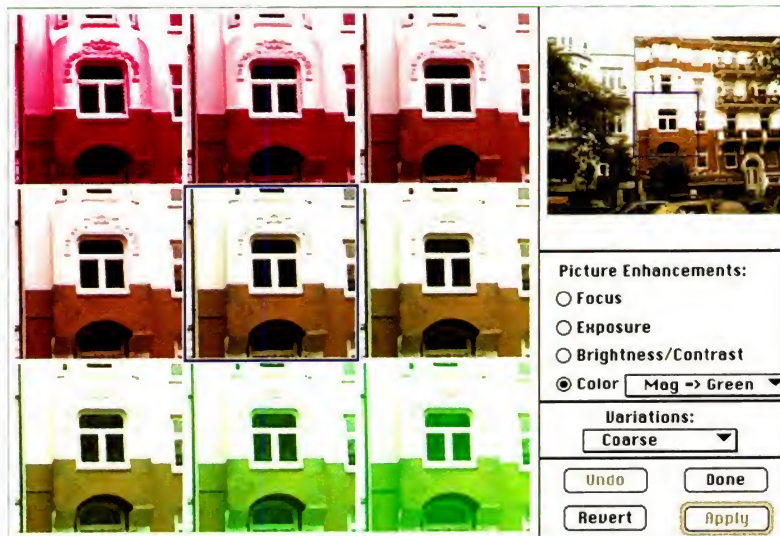 Picture Enhancements:
Focus
Exposure
Brightness/Contrast
Color Mag -> Green
Variations:
Coarse
Undo Done
Revert Apply